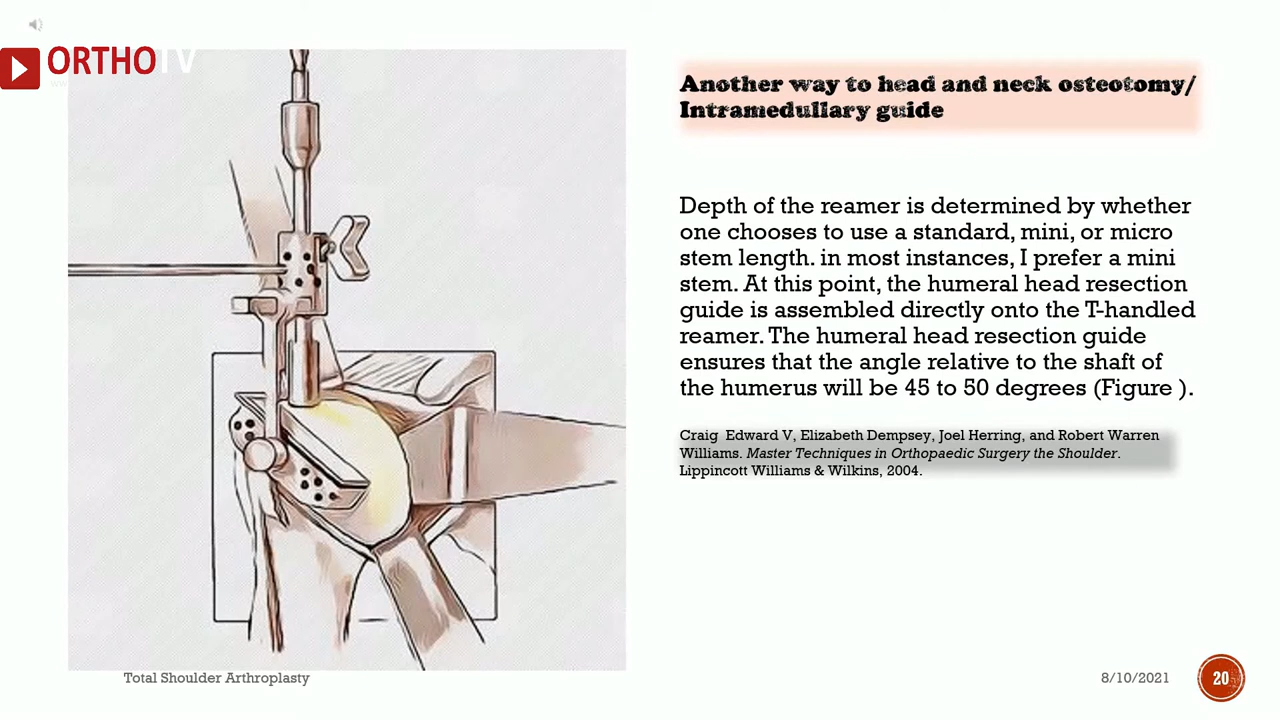 ORTHOTV
Another way to head and neck osteotomy/
Intramedullary guide
Depth of the reamer is determined by whether
one chooses to use a standard, mini, or micro
stem length. in most instances, I prefer a mini
stem. At this point, the humeral head resection
guide is assembled directly onto the T-handled
reamer. The humeral head resection guide
ensures that the angle relative to the shaft of
the humerus will be 45 to 50 degrees (Figure ).
Craig Edward V, Elizabeth Dempsey, Joel Herring, and Robert Warren
Williams. Master Techniques in Orthopaedic Surgery the Shoulder.
Lippincott Williams & Wilkins, 2004.
Total Shoulder Arthroplasty
8/10/2021
20